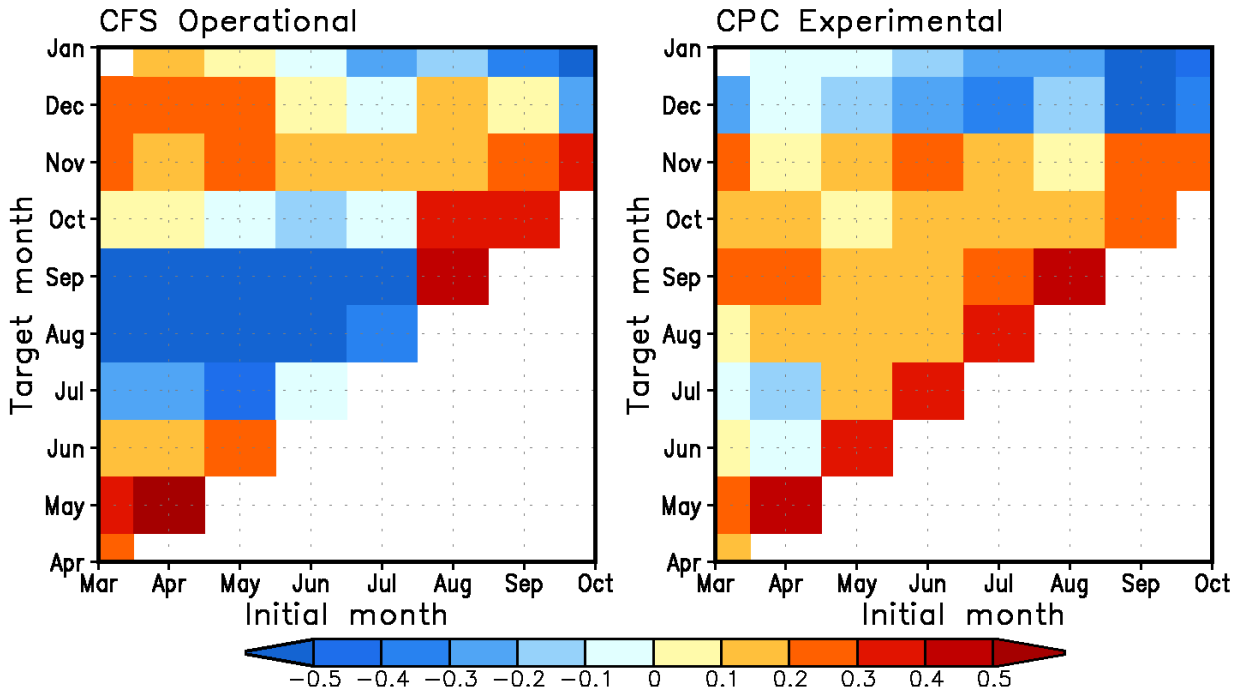 CFS Operational
CPC Experimental
Target month
Jan
Dec
Nov
Oct
Sep
Aug
Jul
Jun
May
Apr
Mar Apr May Jun Jul Aug Sep Oct
Initial month
Target month
Jan
Dec
Nov
Oct
Sep
Aug
Jul
Jun
May
Apr
Mar Apr May Jun Jul Aug Sep Oct
Initial month
-0.5 -0.4 -0.3 -0.2 -0.1 0 0.1 0.2 0.3 0.4 0.5